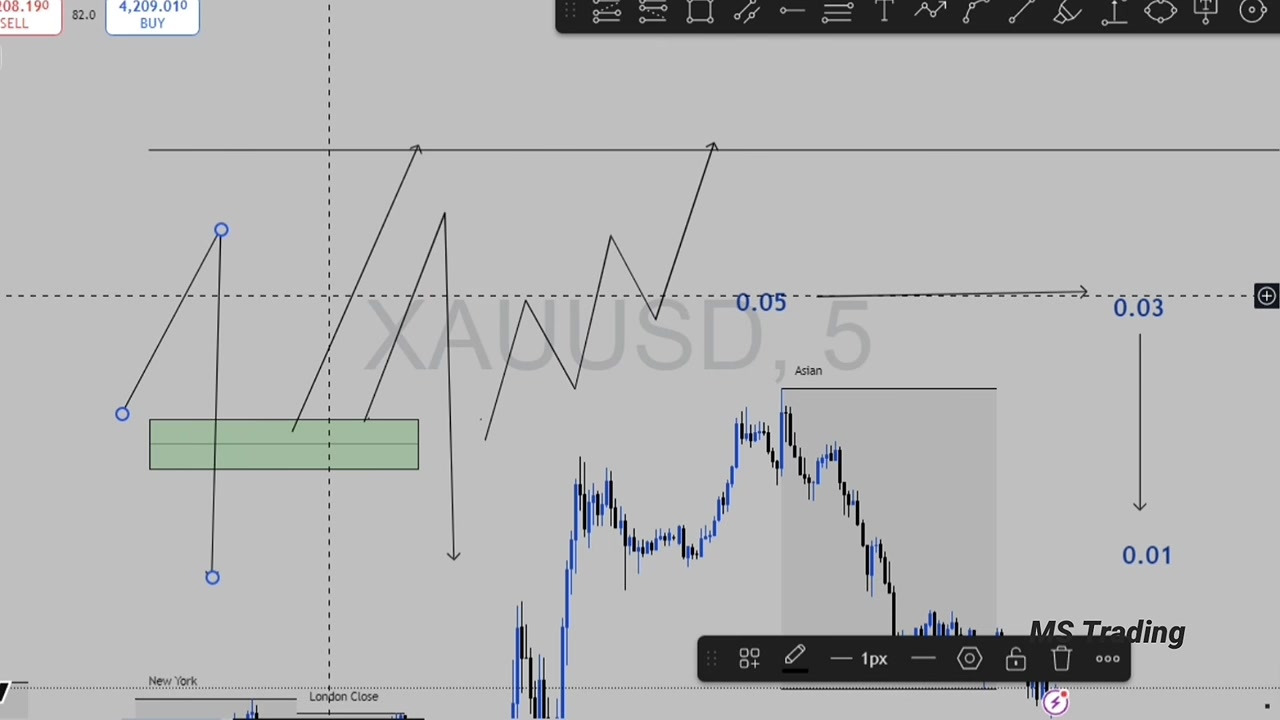 208.190
SELL
82.0
4,209.010
BUY
XAUUSD, 5
0.05
0.03
Asian
0.01
MS Trading
1px
New York
London Close